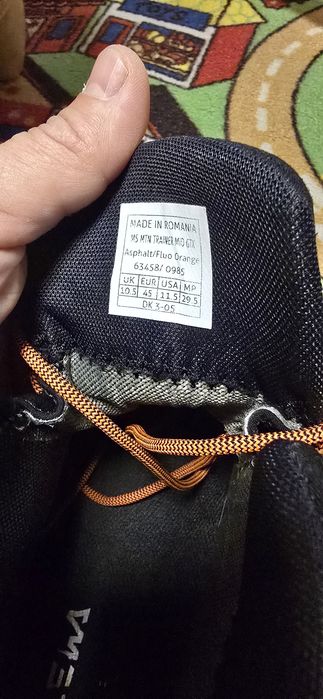 TOYS
MADE IN ROMANIA
MS MTN TRAINER MID GTX
Asphalt/Fluo Orange
63458/ 0985
UK EUR USA MP
10.5 45 11.5 29.5
DK 3-05